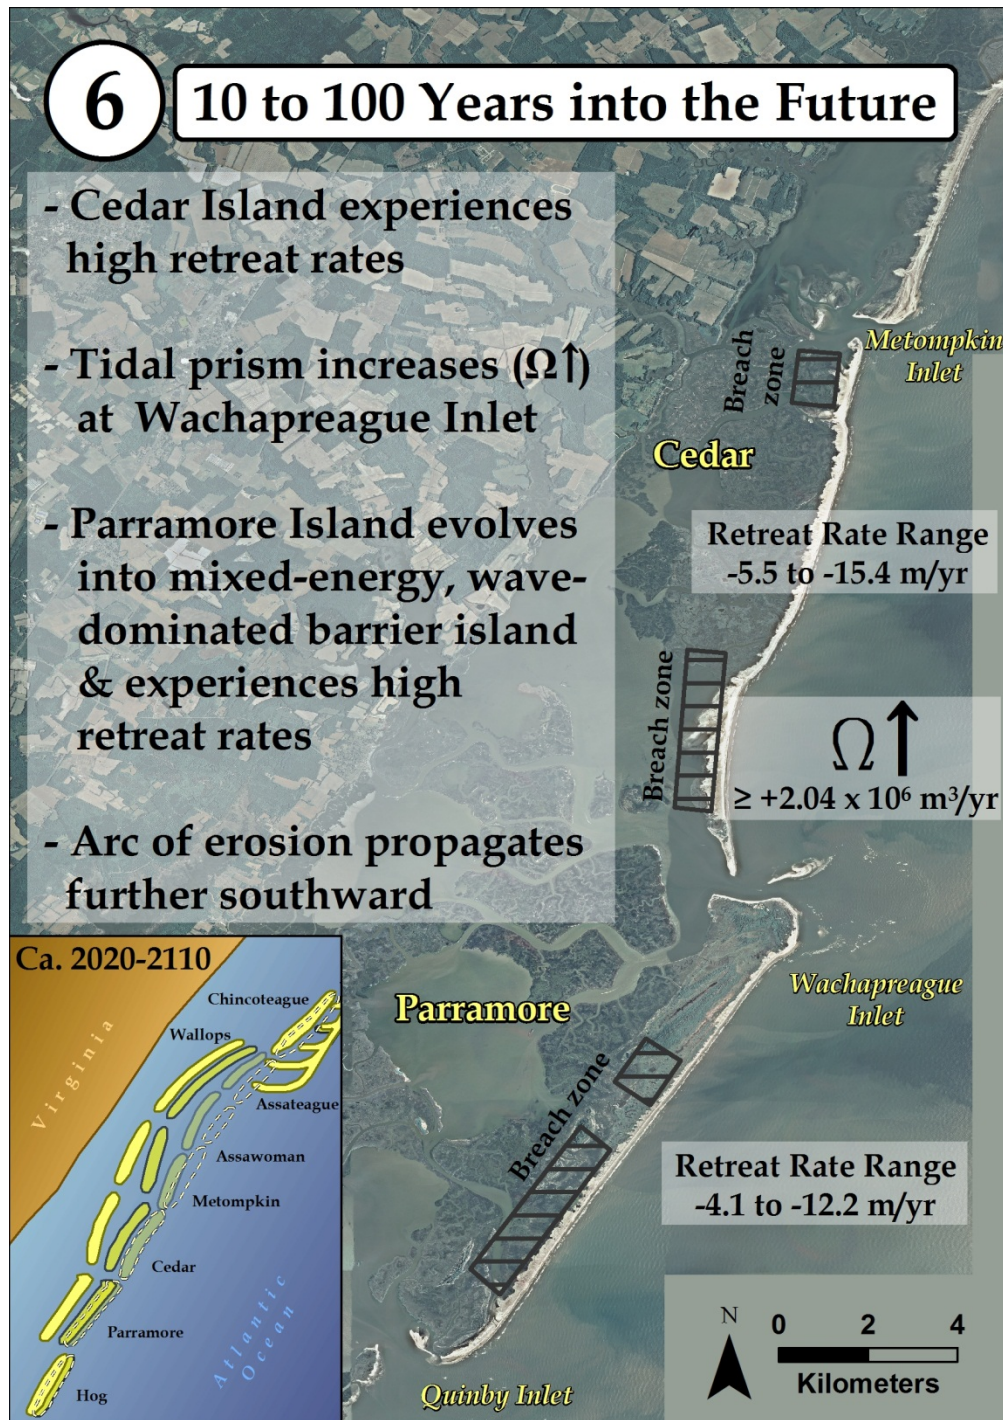 6
10 to 100 Years into the Future
- Cedar Island experiences
high retreat rates
- Tidal prism increases (Ω↑)
at Wachapreague Inlet
- Parramore Island evolves
into mixed-energy, wave-
dominated barrier island
& experiences high
retreat rates
- Arc of erosion propagates
further southward
Metompkin
Inlet
Breach
zone
Cedar
Retreat Rate Range
-5.5 to -15.4 m/yr
Breach zone
Ω↑
≥ +2.04 x 10⁶ m³/yr
Wachapreague
Inlet
Parramore
Breach zone
Retreat Rate Range
-4.1 to -12.2 m/yr
Quinby Inlet
N
0 2 4
Kilometers
Ca. 2020-2110
Chincoteague
Wallops
Virginia
Assateague
Assawoman
Metompkin
Cedar
Parramore
Hog
Atlantic
Ocean